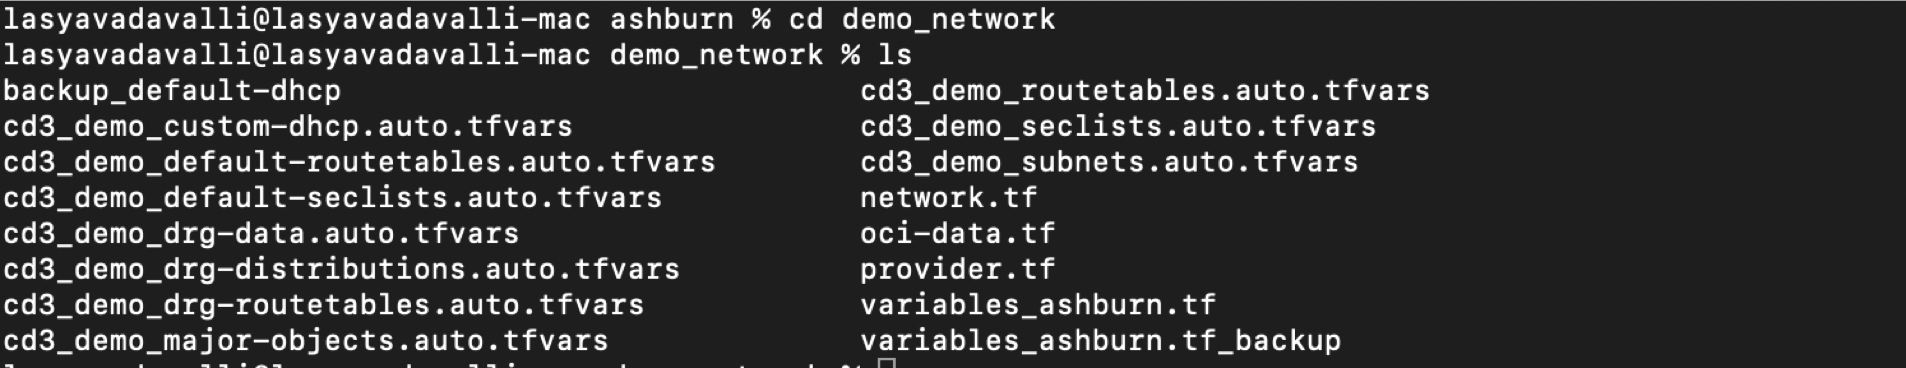 lasyavadavalli@lasyavadavalli-mac ashburn % cd demo_network
lasyavadavalli@lasyavadavalli-mac demo_network % ls
backup_default-dhcp cd3_demo_routetables.auto.tfvars
cd3_demo_custom-dhcp.auto.tfvars cd3_demo_seclists.auto.tfvars
cd3_demo_default-routetables.auto.tfvars cd3_demo_subnets.auto.tfvars
cd3_demo_default-seclists.auto.tfvars network.tf
cd3_demo_drg-data.auto.tfvars oci-data.tf
cd3_demo_drg-distributions.auto.tfvars provider.tf
cd3_demo_drg-routetables.auto.tfvars variables_ashburn.tf
cd3_demo_major-objects.auto.tfvars variables_ashburn.tf_backup